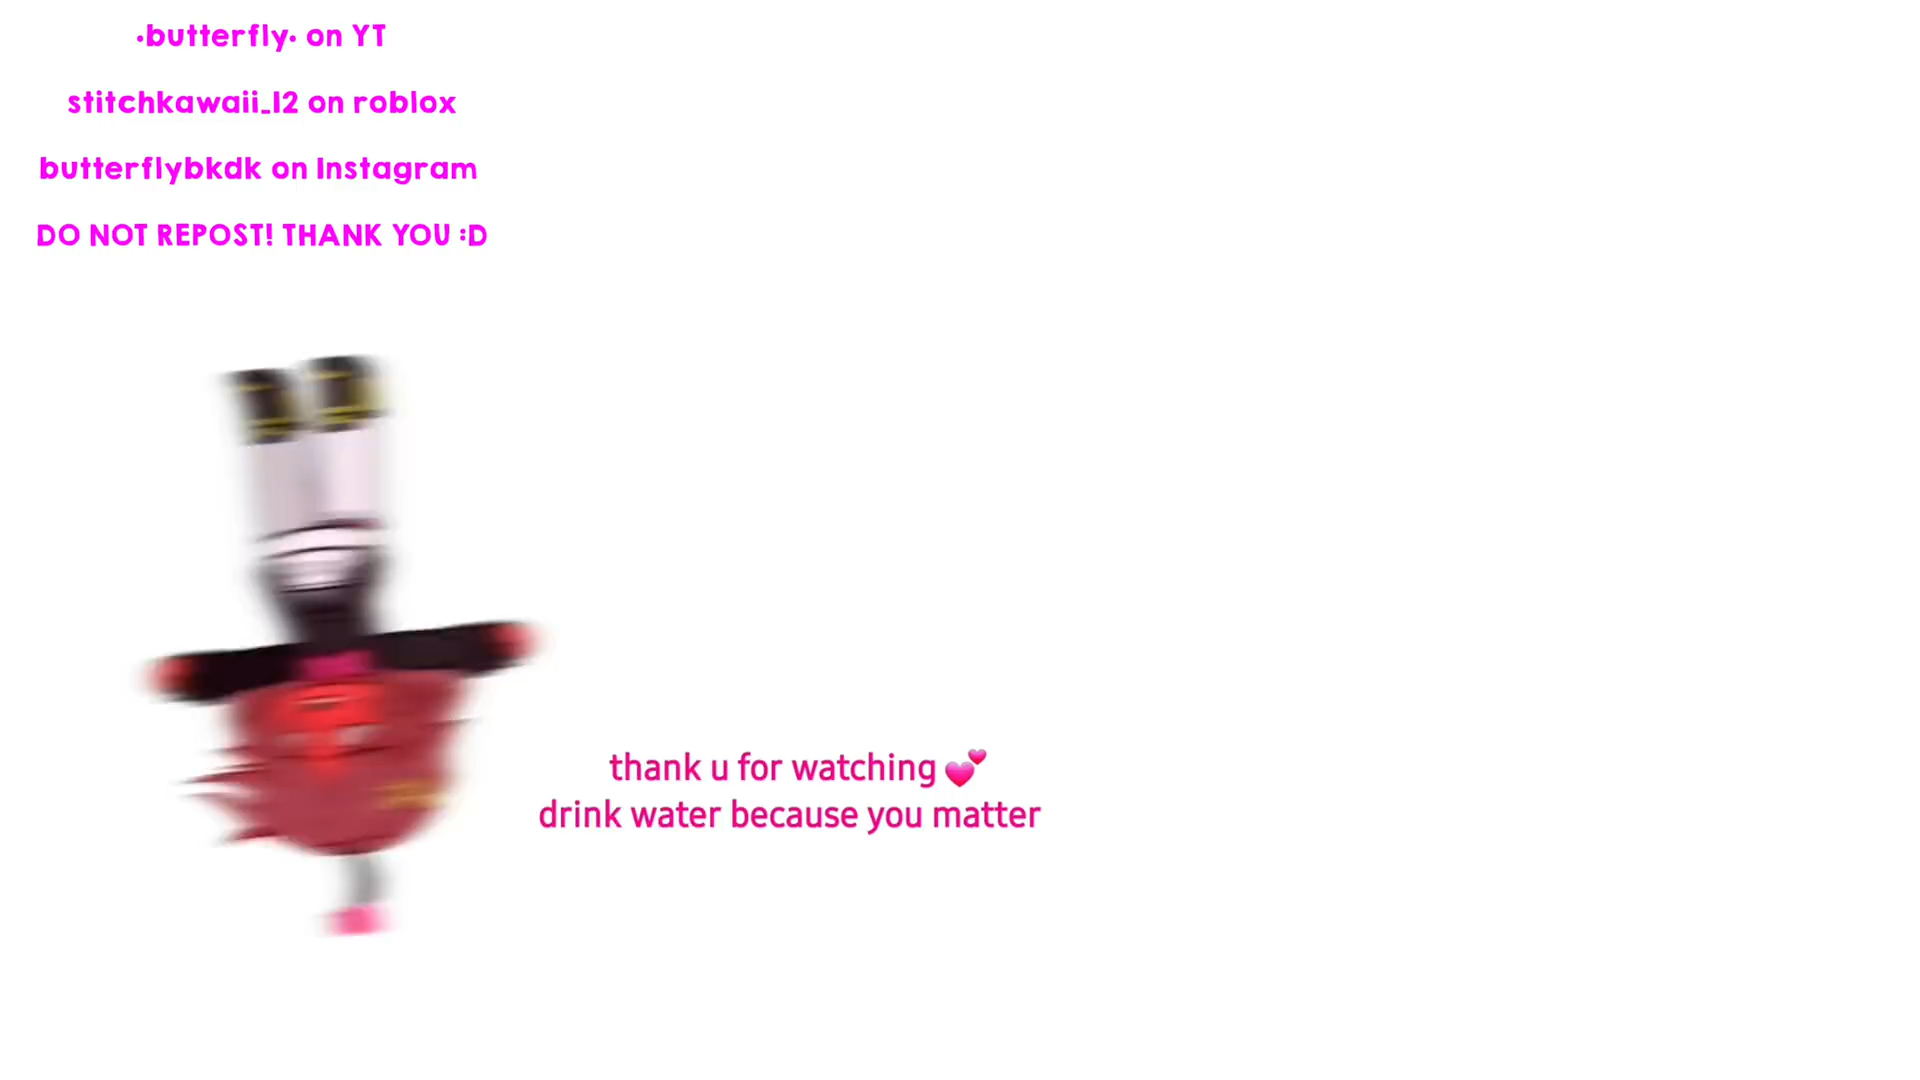 •butterfly• on YT
stitchkawaii_12 on roblox
butterflybkdk on Instagram
DO NOT REPOST! THANK YOU :D
thank u for watching 💕
drink water because you matter